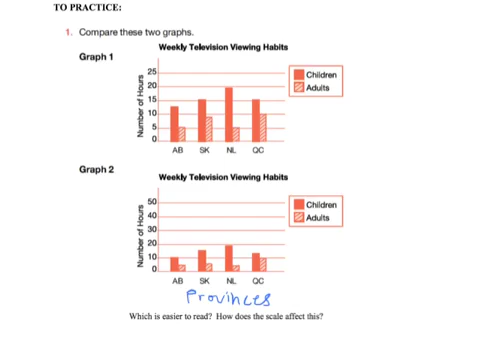 TO PRACTICE:
1. Compare these two graphs.
Graph 1
Weekly Television Viewing Habits
Number of Hours
25
20
15
10
5
0
AB SK NL QC
Children
Adults
Graph 2
Weekly Television Viewing Habits
Number of Hours
50
40
30
20
10
0
AB SK NL QC
Children
Adults
Provinces
Which is easier to read? How does the scale affect this?